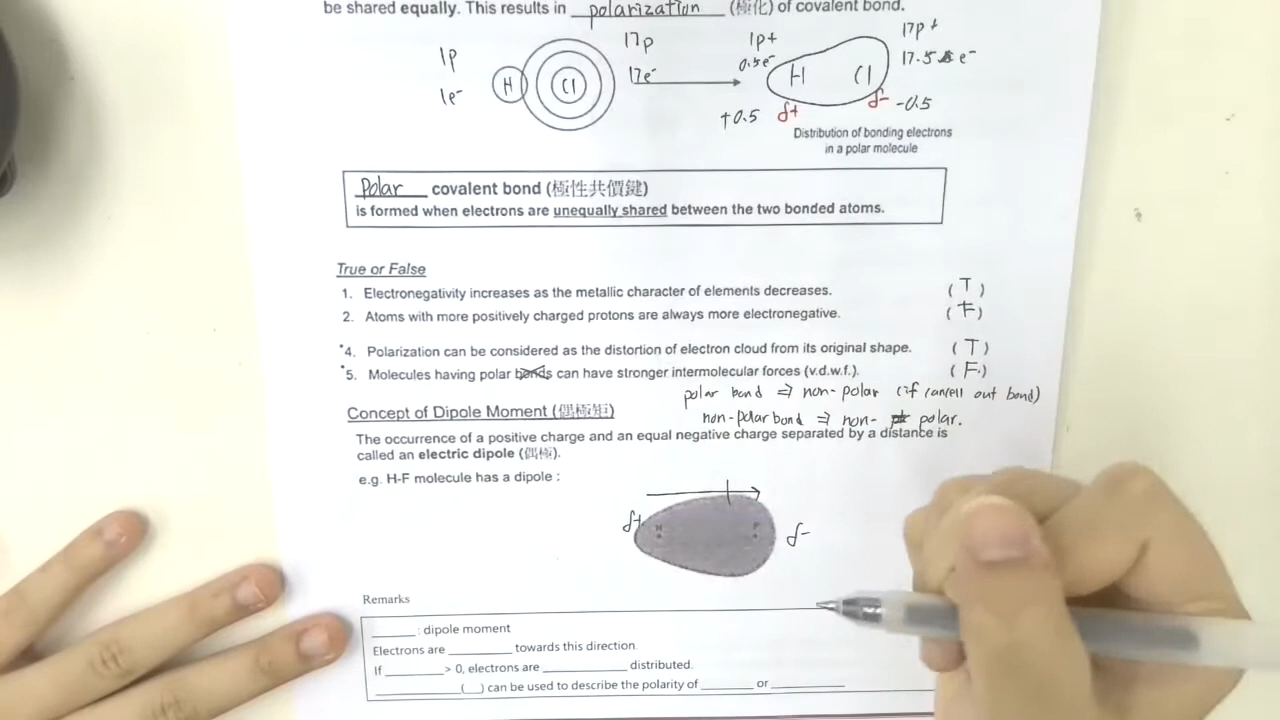 be shared equally. This results in polarization (極化) of covalent bond.
1p
1e⁻
H Cl
17p
17e⁻
1p+
0.5e⁻
H Cl
17p+
17.5 e⁻
+0.5 δ+
δ- -0.5
Distribution of bonding electrons
in a polar molecule
Polar covalent bond (極性共價鍵)
is formed when electrons are unequally shared between the two bonded atoms.
True or False
1. Electronegativity increases as the metallic character of elements decreases. (T)
2. Atoms with more positively charged protons are always more electronegative. (F)
*4. Polarization can be considered as the distortion of electron cloud from its original shape. (T)
*5. Molecules having polar bonds can have stronger intermolecular forces (v.d.w.f.). (F)
polar bond ⇒ non-polar (if cancell out bond)
Concept of Dipole Moment (偶極矩)
non-polar bond ⇒ non- polar.
The occurrence of a positive charge and an equal negative charge separated by a distance is
called an electric dipole (偶極).
e.g. H-F molecule has a dipole :
δ+ H F δ-
Remarks
______ : dipole moment
Electrons are _________ towards this direction.
If ________ > 0, electrons are ____________ distributed.
____________(__) can be used to describe the polarity of _______ or __________